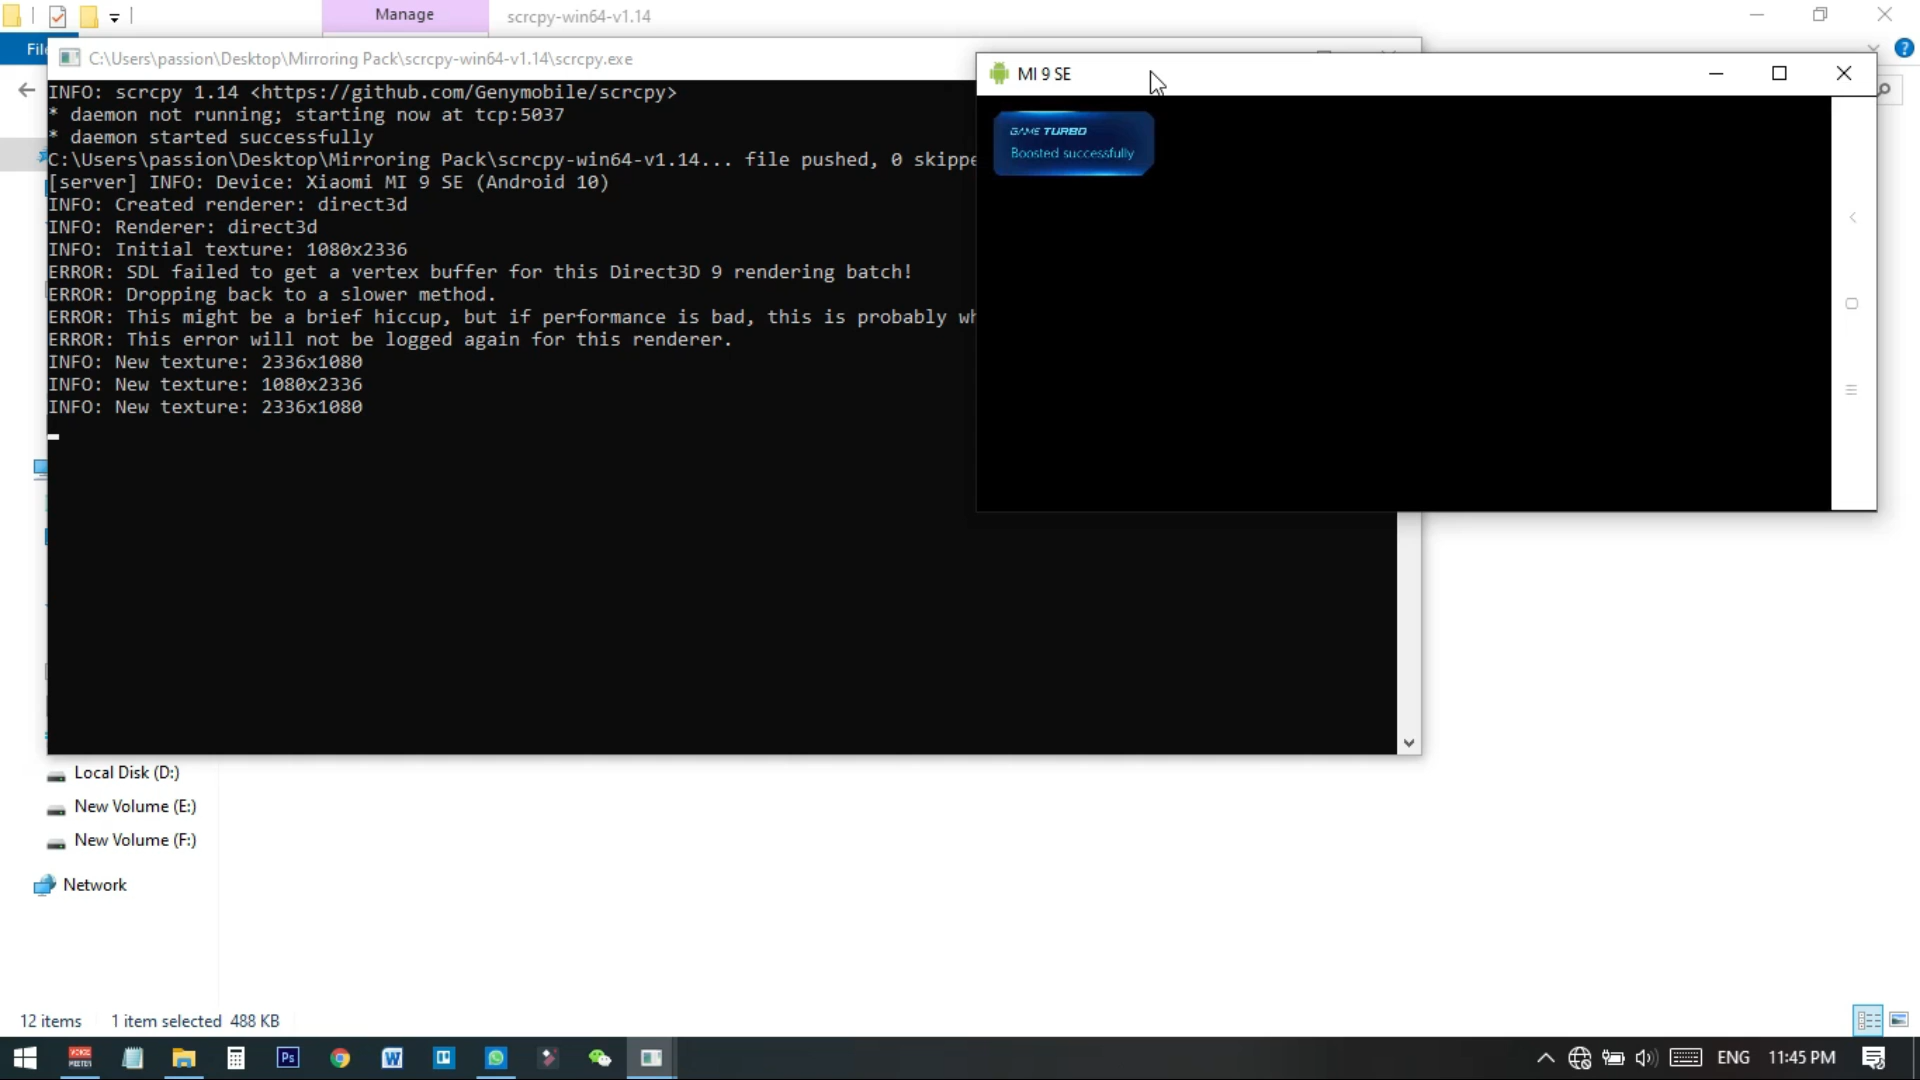 Manage
scrcpy-win64-v1.14
File
C:\Users\passion\Desktop\Mirroring Pack\scrcpy-win64-v1.14\scrcpy.exe
INFO: scrcpy 1.14 <https://github.com/Genymobile/scrcpy>
* daemon not running; starting now at tcp:5037
* daemon started successfully
C:\Users\passion\Desktop\Mirroring Pack\scrcpy-win64-v1.14... file pushed, 0 skippe
[server] INFO: Device: Xiaomi MI 9 SE (Android 10)
INFO: Created renderer: direct3d
INFO: Renderer: direct3d
INFO: Initial texture: 1080x2336
ERROR: SDL failed to get a vertex buffer for this Direct3D 9 rendering batch!
ERROR: Dropping back to a slower method.
ERROR: This might be a brief hiccup, but if performance is bad, this is probably wh
ERROR: This error will not be logged again for this renderer.
INFO: New texture: 2336x1080
INFO: New texture: 1080x2336
INFO: New texture: 2336x1080
MI 9 SE
GAME TURBO
Boosted successfully
Local Disk (D:)
New Volume (E:)
New Volume (F:)
Network
12 items 1 item selected 488 KB
VOICE MEETER
Ps
W
ENG 11:45 PM